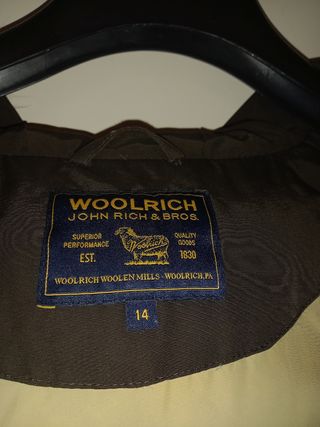 WOOLRICH
JOHN RICH & BROS.
SUPERIOR PERFORMANCE
EST.
Woolrich
QUALITY GOODS
1830
WOOLRICH WOOLEN MILLS - WOOLRICH, PA
14